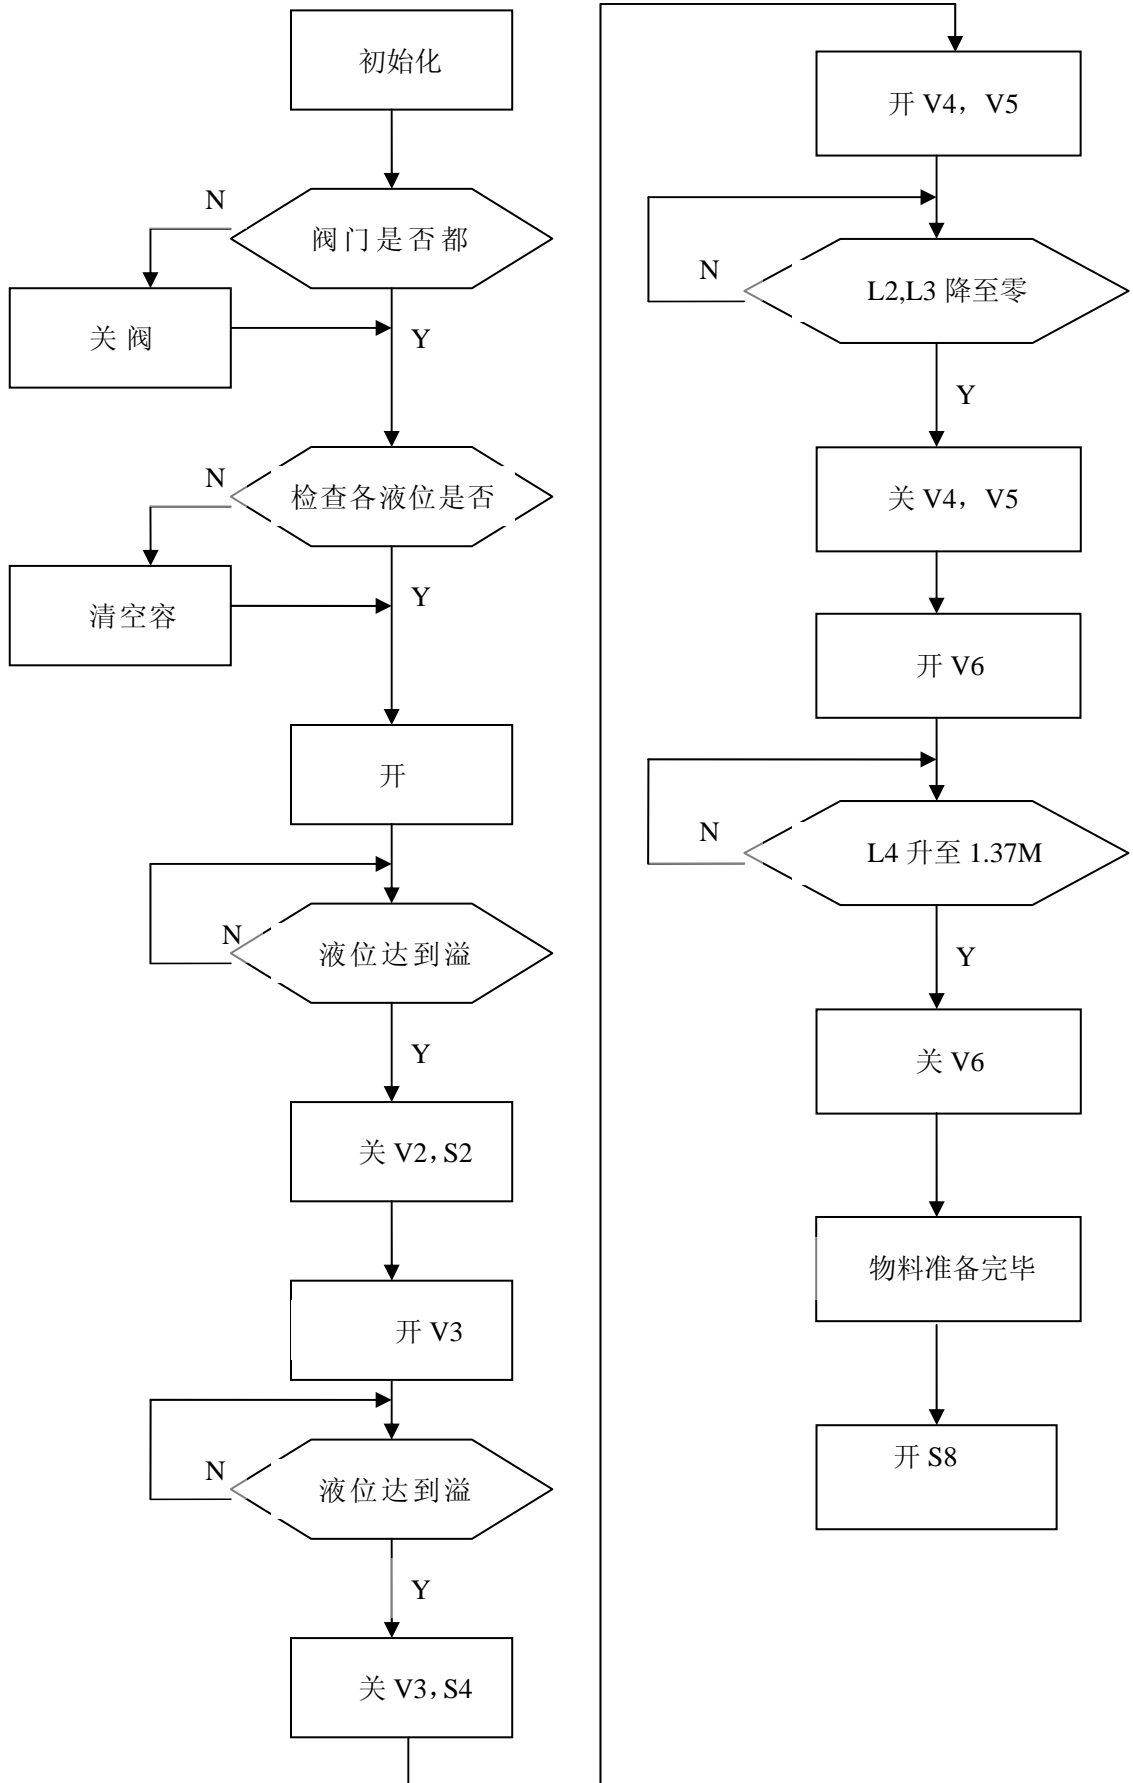 初始化
N
阀门是否都
关 阀
Y
N
检查各液位是否
清空容
Y
开
N
液位达到溢
Y
关 V2，S2
开 V3
N
液位达到溢
Y
关 V3，S4
开 V4，V5
N
L2,L3 降至零
Y
关 V4，V5
开 V6
N
L4 升至 1.37M
Y
关 V6
物料准备完毕
开 S8